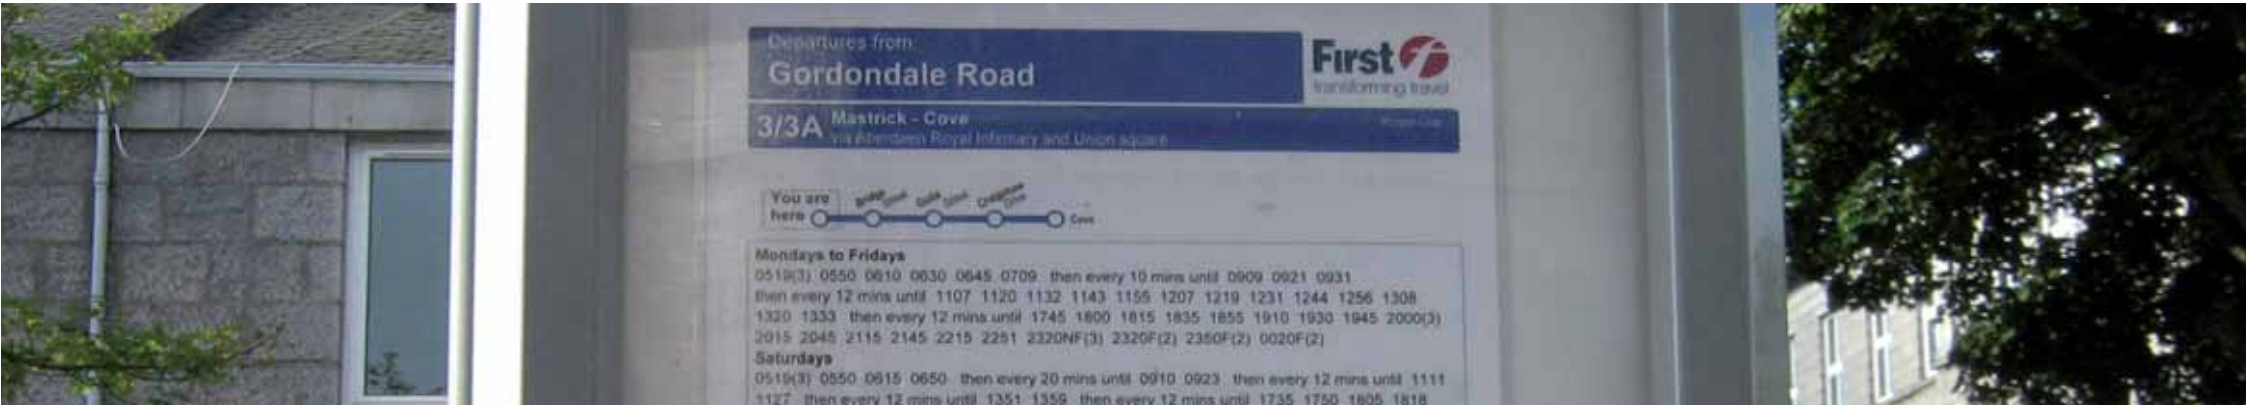 Departures from
Gordondale Road
First
transforming travel
3/3A Mastrick - Cove
via Aberdeen Royal Infirmary and Union square
You are
here
Cove
Mondays to Fridays
0519(3) 0550 0610 0630 0645 0709 then every 10 mins until 0909 0921 0931
then every 12 mins until 1107 1120 1132 1143 1155 1207 1219 1231 1244 1256 1308
1320 1333 then every 12 mins until 1745 1800 1815 1835 1855 1910 1930 1945 2000(3)
2015 2045 2115 2145 2215 2251 2320NF(3) 2320F(2) 2350F(2) 0020F(2)
Saturdays
0519(3) 0550 0615 0650 then every 20 mins until 0910 0923 then every 12 mins until 1111
1127 then every 12 mins until 1351 1359 then every 12 mins until 1735 1750 1805 1818